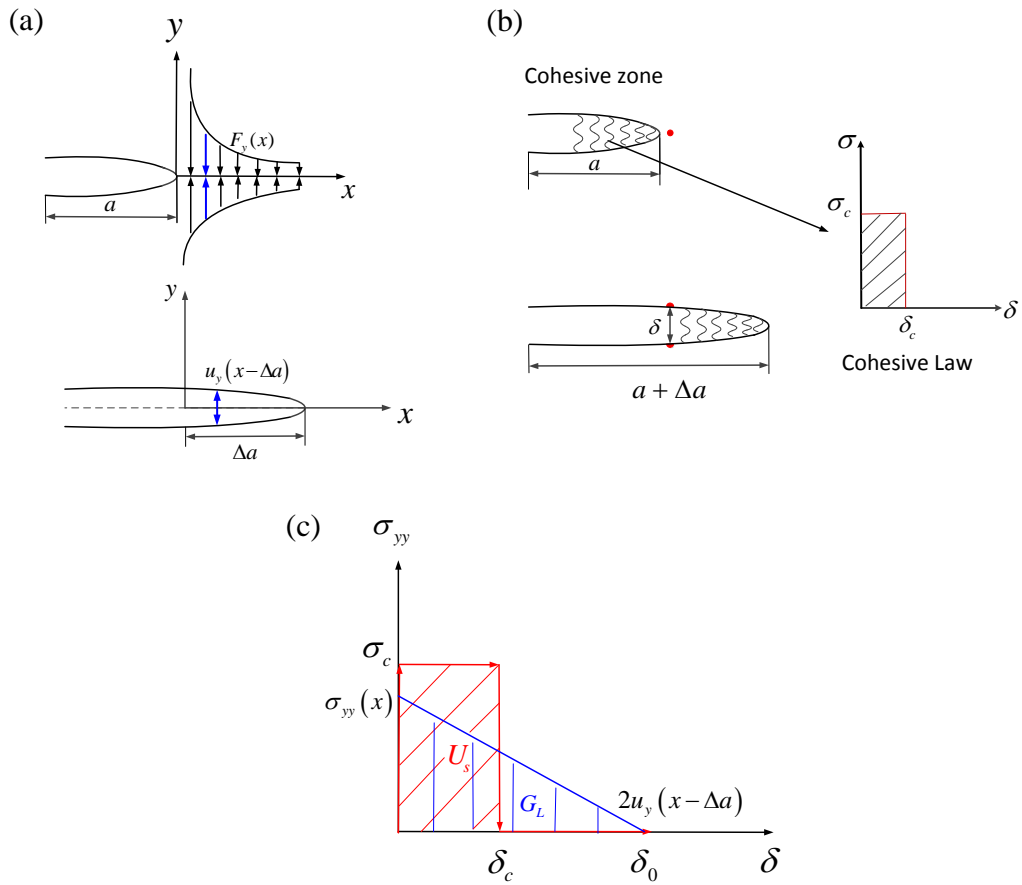 (a)
y
F_y(x)
x
a
y
u_y(x−Δa)
x
Δa
(b)
Cohesive zone
a
σ
σ_c
δ_c
δ
Cohesive Law
δ
a + Δa
(c)
σ_yy
σ_c
σ_yy(x)
U_s
G_L
2u_y(x−Δa)
δ_c
δ_0
δ